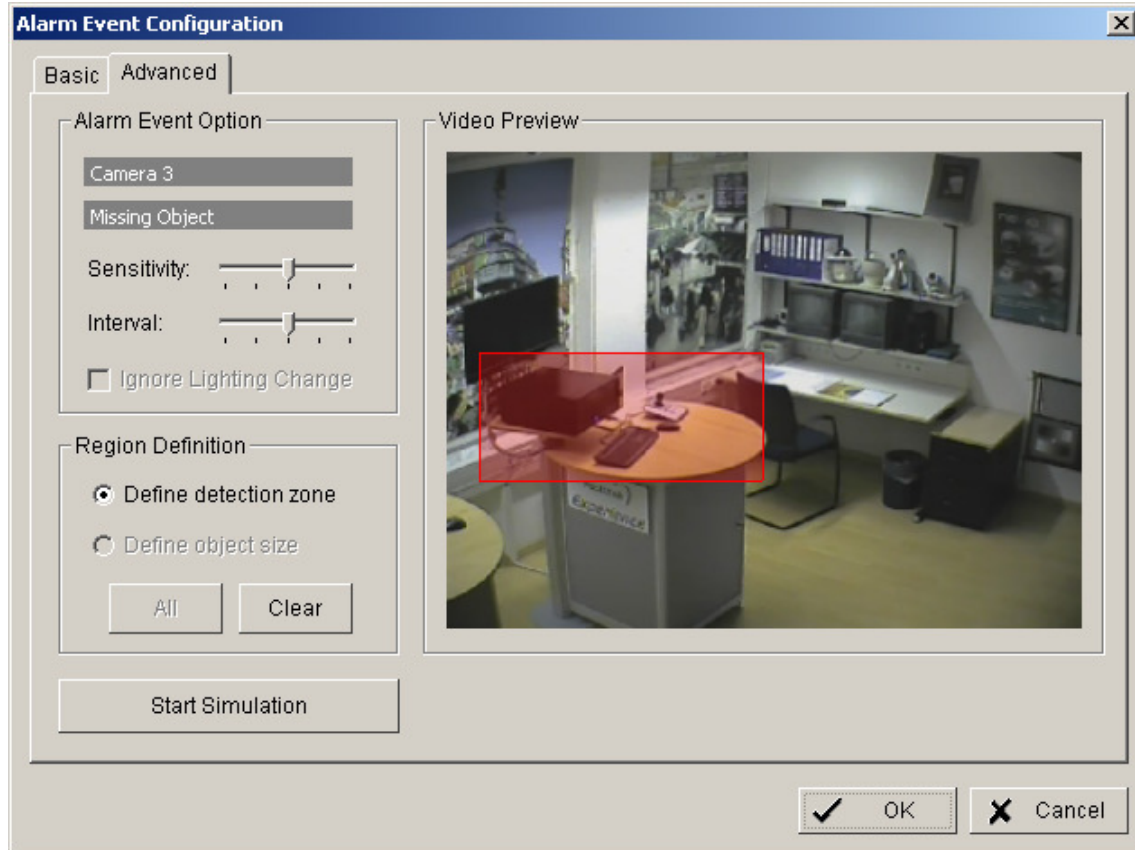 Alarm Event Configuration
Basic
Advanced
Alarm Event Option
Camera 3
Missing Object
Sensitivity:
Interval:
Ignore Lighting Change
Region Definition
Define detection zone
Define object size
All
Clear
Start Simulation
Video Preview
Experience
OK
Cancel